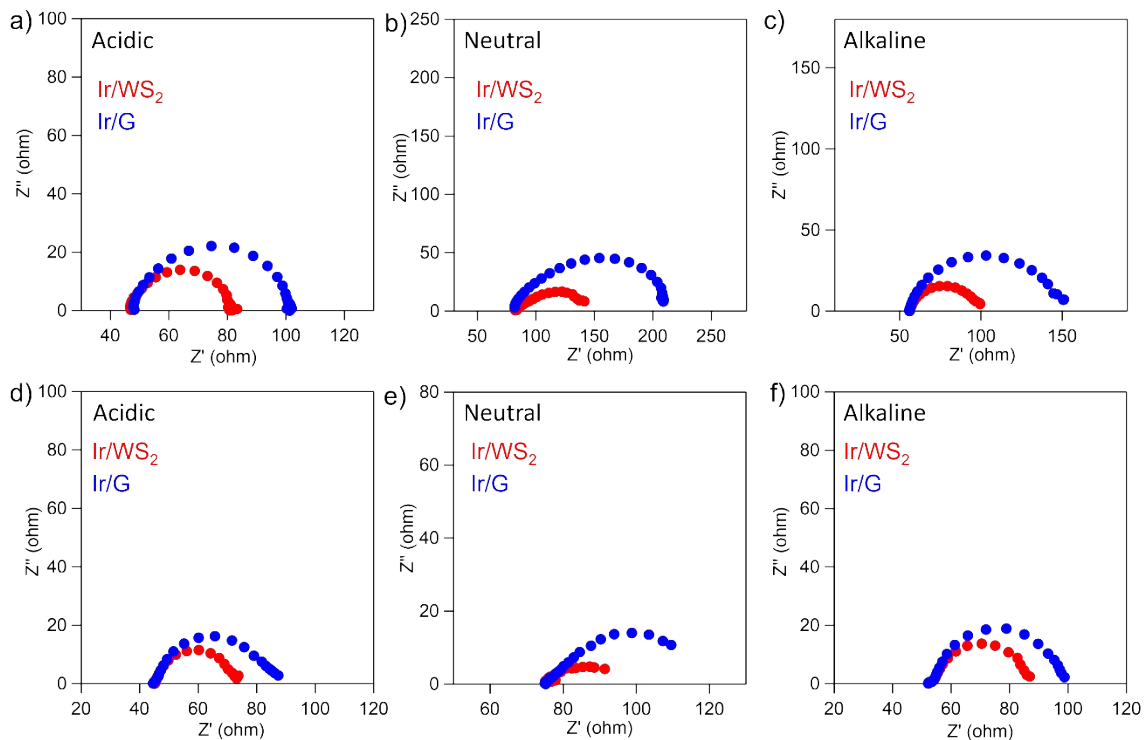 a)
Acidic
Ir/WS₂
Ir/G
Z'' (ohm)
100
80
60
40
20
0
40 60 80 100 120
Z' (ohm)
b)
Neutral
Ir/WS₂
Ir/G
Z'' (ohm)
250
200
150
100
50
0
50 100 150 200 250
Z' (ohm)
c)
Alkaline
Ir/WS₂
Ir/G
Z'' (ohm)
150
100
50
0
50 100 150
Z' (ohm)
d)
Acidic
Ir/WS₂
Ir/G
Z'' (ohm)
100
80
60
40
20
0
20 40 60 80 100 120
Z' (ohm)
e)
Neutral
Ir/WS₂
Ir/G
Z'' (ohm)
80
60
40
20
0
60 80 100 120
Z' (ohm)
f)
Alkaline
Ir/WS₂
Ir/G
Z'' (ohm)
100
80
60
40
20
0
20 40 60 80 100 120
Z' (ohm)